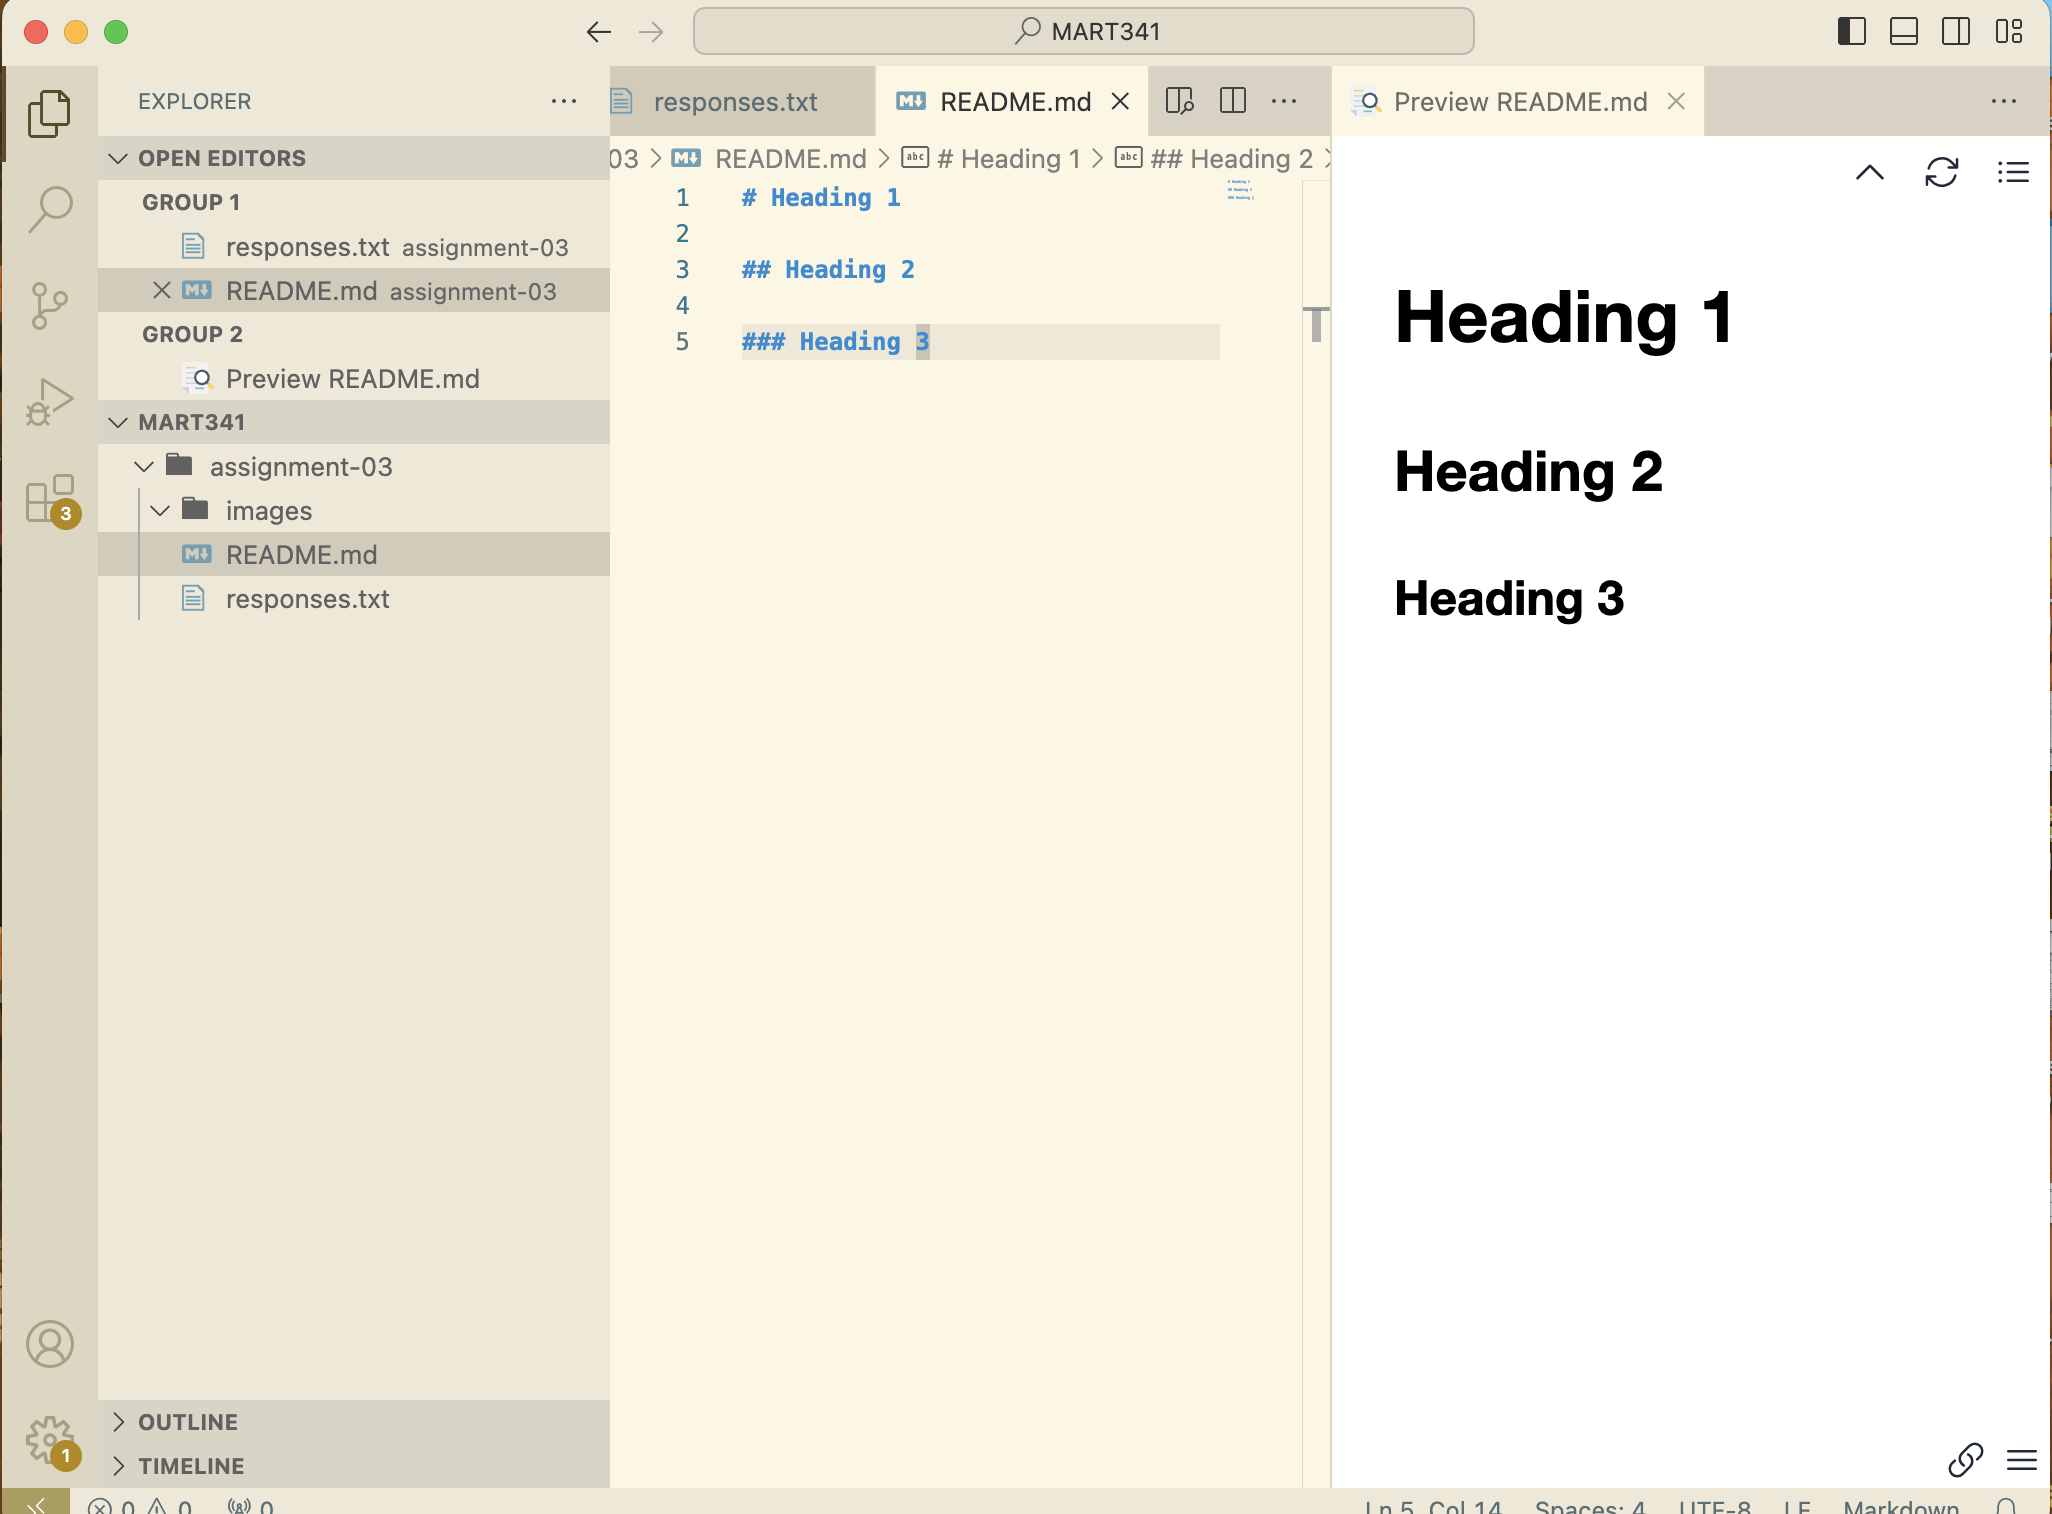 MART341
EXPLORER
OPEN EDITORS
GROUP 1
responses.txt assignment-03
README.md assignment-03
GROUP 2
Preview README.md
MART341
assignment-03
images
README.md
responses.txt
OUTLINE
TIMELINE
3
1
responses.txt
README.md
03 > README.md > # Heading 1 > ## Heading 2 >
1 # Heading 1
2
3 ## Heading 2
4
5 ### Heading 3
Preview README.md
Heading 1
Heading 2
Heading 3
0 0 0
Ln 5, Col 14 Spaces: 4 UTF-8 LF Markdown